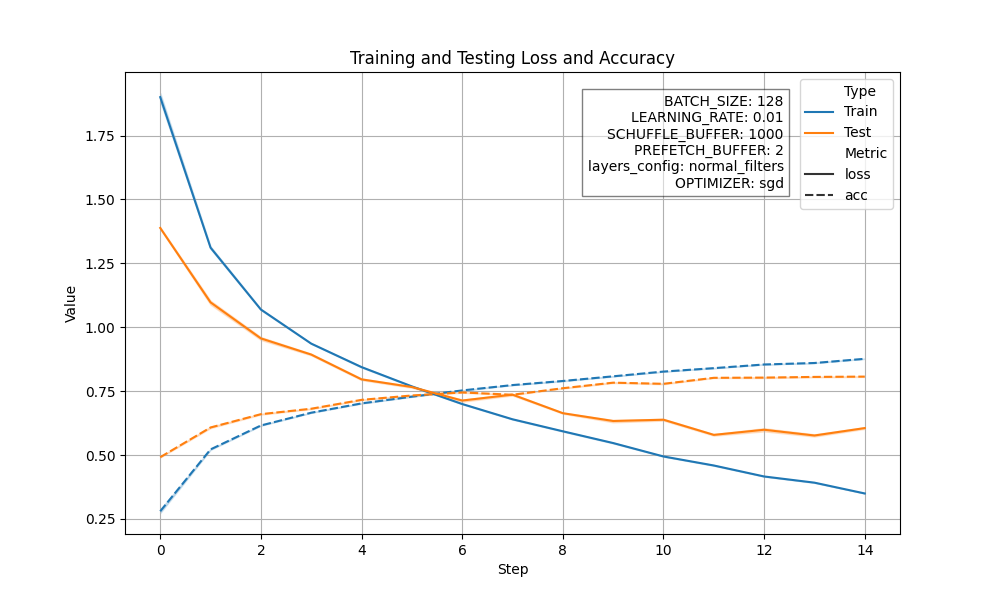 Training and Testing Loss and Accuracy
BATCH_SIZE: 128
LEARNING_RATE: 0.01
SCHUFFLE_BUFFER: 1000
PREFETCH_BUFFER: 2
layers_config: normal_filters
OPTIMIZER: sgd
Type
Train
Test
Metric
loss
acc
Value
1.75
1.50
1.25
1.00
0.75
0.50
0.25
0 2 4 6 8 10 12 14
Step